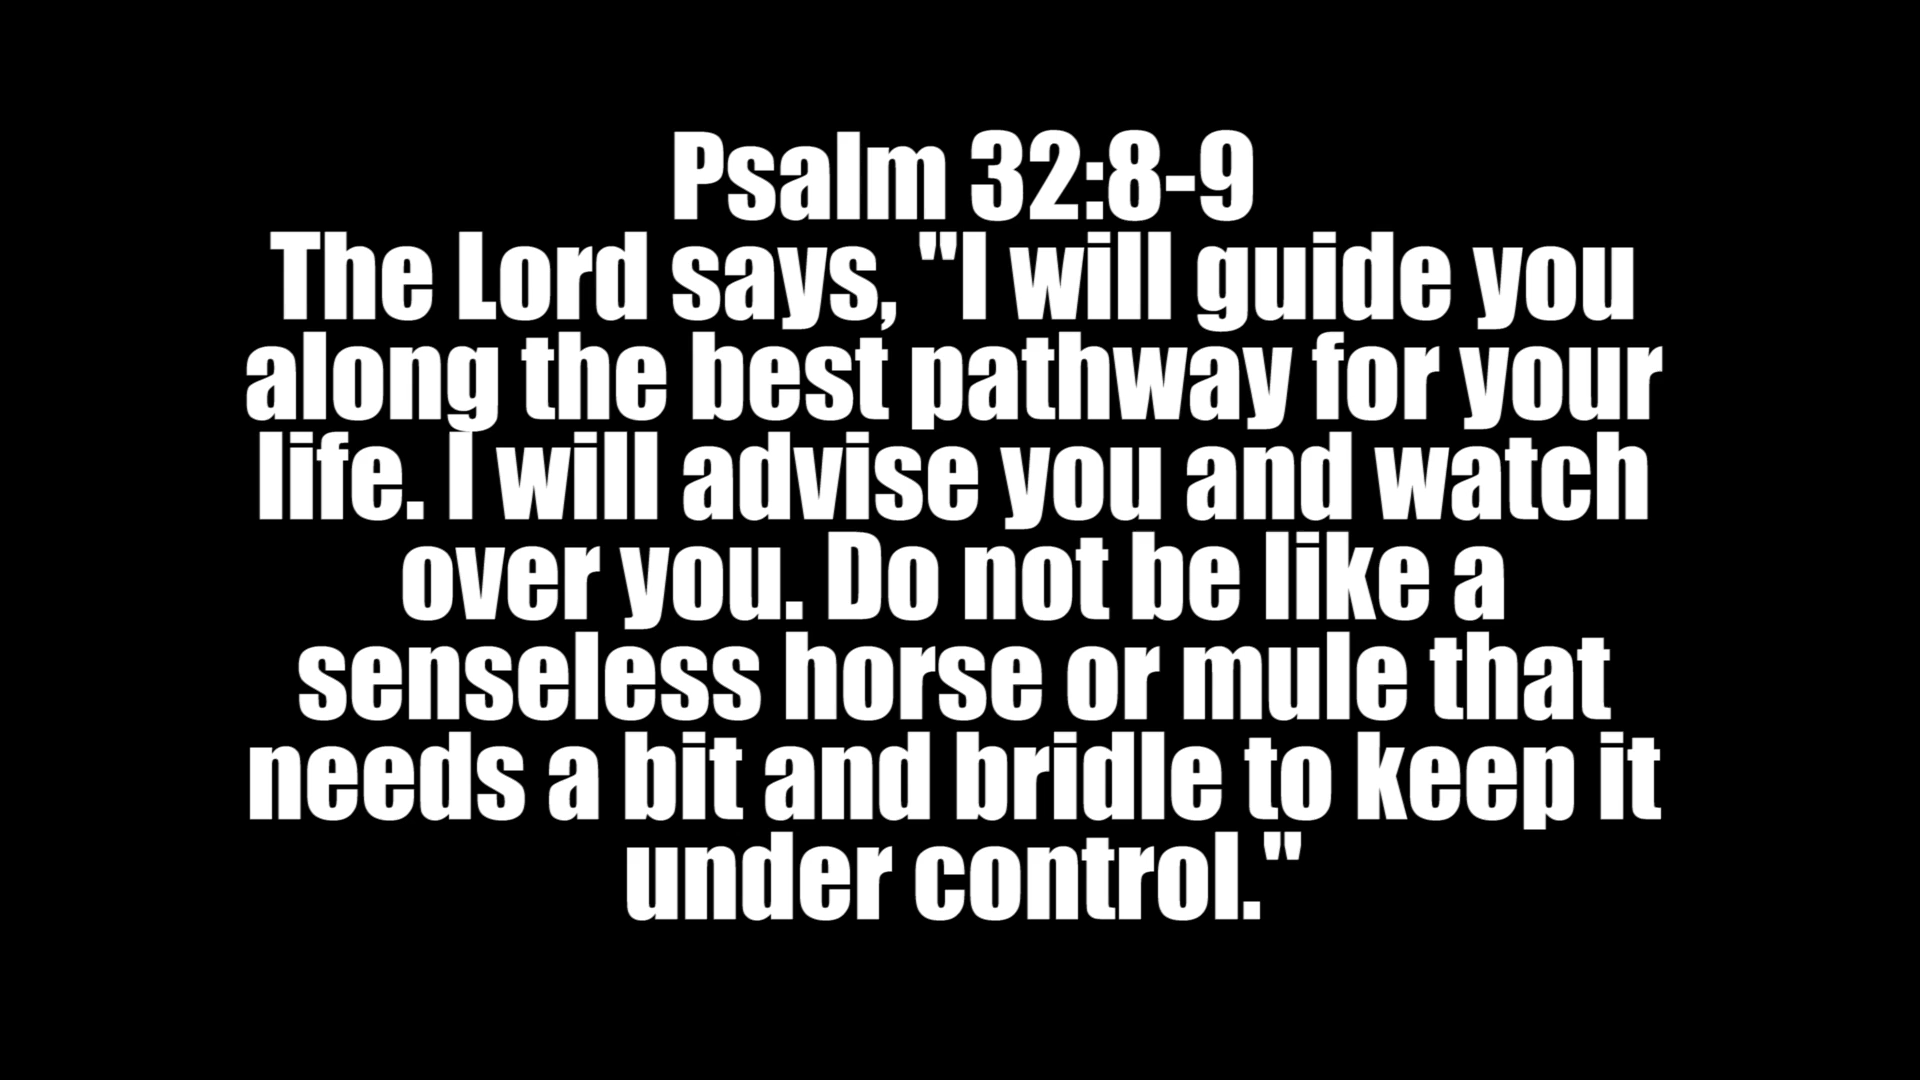 Psalm 32:8-9
The Lord says, "I will guide you
along the best pathway for your
life. I will advise you and watch
over you. Do not be like a
senseless horse or mule that
needs a bit and bridle to keep it
under control."